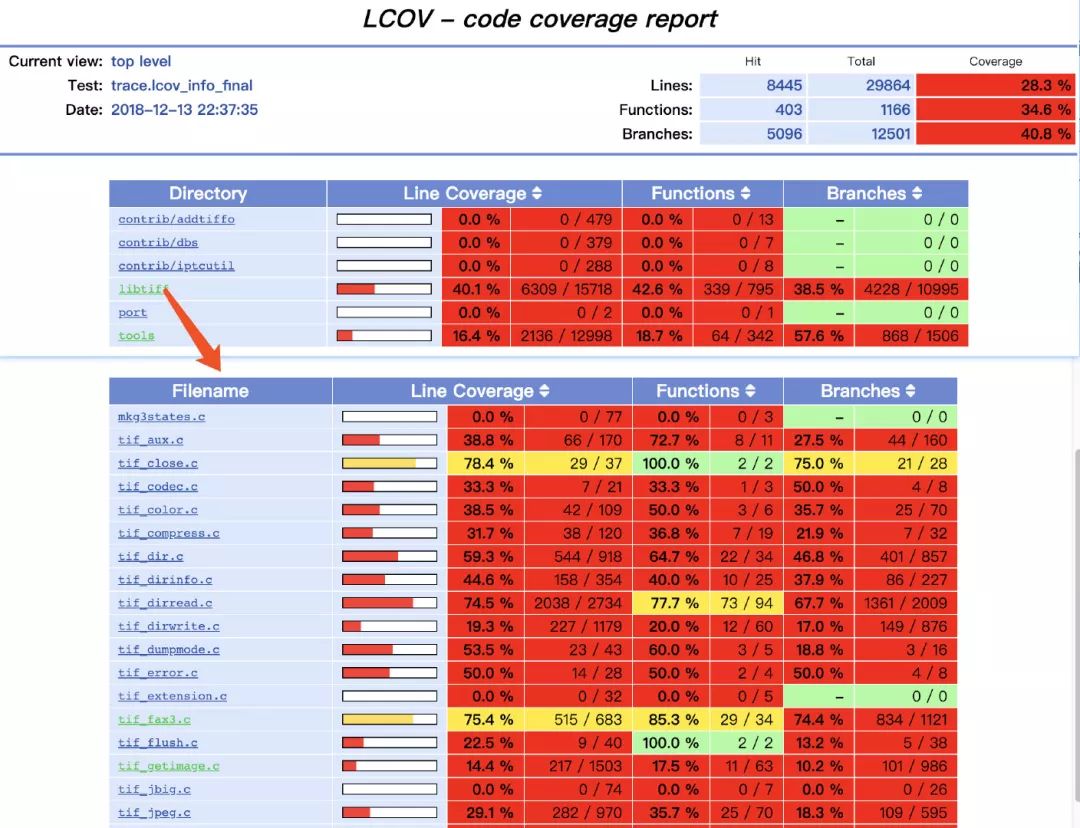 LCOV – code coverage report
Current view: top level
Hit Total Coverage
Test: trace.lcov_info_final
Lines: 8445 29864 28.3 %
Date: 2018–12–13 22:37:35
Functions: 403 1166 34.6 %
Branches: 5096 12501 40.8 %
Directory Line Coverage Functions Branches
contrib/addtiffo 0.0 % 0 / 479 0.0 % 0 / 13 – 0 / 0
contrib/dbs 0.0 % 0 / 379 0.0 % 0 / 7 – 0 / 0
contrib/iptcutil 0.0 % 0 / 288 0.0 % 0 / 8 – 0 / 0
libtiff 40.1 % 6309 / 15718 42.6 % 339 / 795 38.5 % 4228 / 10995
port 0.0 % 0 / 2 0.0 % 0 / 1 – 0 / 0
tools 16.4 % 2136 / 12998 18.7 % 64 / 342 57.6 % 868 / 1506
Filename Line Coverage Functions Branches
mkg3states.c 0.0 % 0 / 77 0.0 % 0 / 3 – 0 / 0
tif_aux.c 38.8 % 66 / 170 72.7 % 8 / 11 27.5 % 44 / 160
tif_close.c 78.4 % 29 / 37 100.0 % 2 / 2 75.0 % 21 / 28
tif_codec.c 33.3 % 7 / 21 33.3 % 1 / 3 50.0 % 4 / 8
tif_color.c 38.5 % 42 / 109 50.0 % 3 / 6 35.7 % 25 / 70
tif_compress.c 31.7 % 38 / 120 36.8 % 7 / 19 21.9 % 7 / 32
tif_dir.c 59.3 % 544 / 918 64.7 % 22 / 34 46.8 % 401 / 857
tif_dirinfo.c 44.6 % 158 / 354 40.0 % 10 / 25 37.9 % 86 / 227
tif_dirread.c 74.5 % 2038 / 2734 77.7 % 73 / 94 67.7 % 1361 / 2009
tif_dirwrite.c 19.3 % 227 / 1179 20.0 % 12 / 60 17.0 % 149 / 876
tif_dumpmode.c 53.5 % 23 / 43 60.0 % 3 / 5 18.8 % 3 / 16
tif_error.c 50.0 % 14 / 28 50.0 % 2 / 4 50.0 % 4 / 8
tif_extension.c 0.0 % 0 / 32 0.0 % 0 / 5 – 0 / 0
tif_fax3.c 75.4 % 515 / 683 85.3 % 29 / 34 74.4 % 834 / 1121
tif_flush.c 22.5 % 9 / 40 100.0 % 2 / 2 13.2 % 5 / 38
tif_getimage.c 14.4 % 217 / 1503 17.5 % 11 / 63 10.2 % 101 / 986
tif_jbig.c 0.0 % 0 / 74 0.0 % 0 / 7 0.0 % 0 / 26
tif_jpeg.c 29.1 % 282 / 970 35.7 % 25 / 70 18.3 % 109 / 595